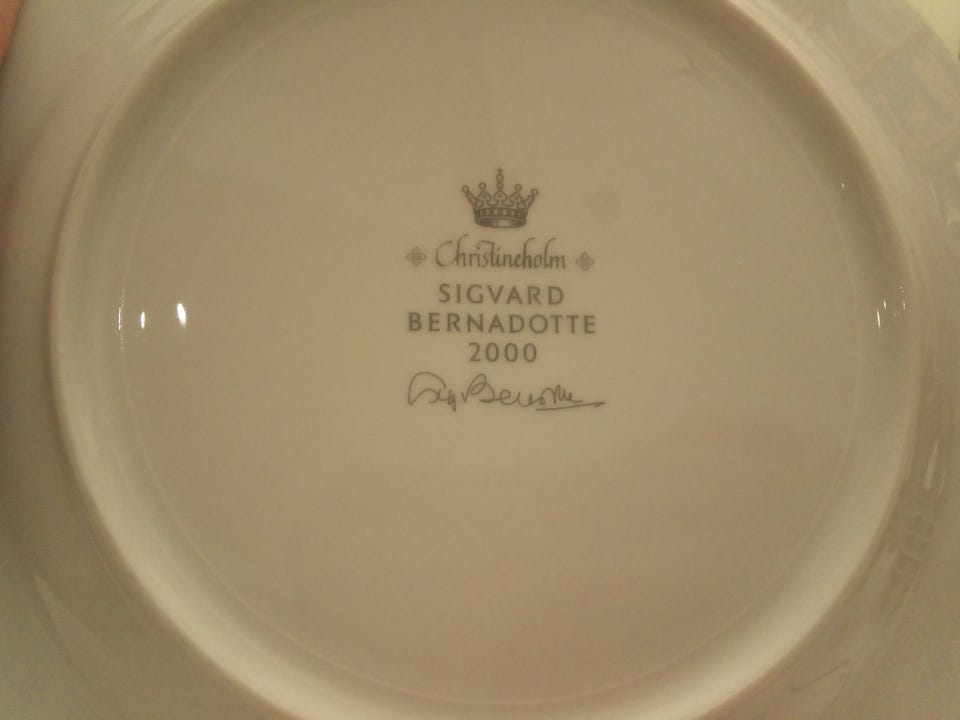 Christineholm
SIGVARD
BERNADOTTE
2000